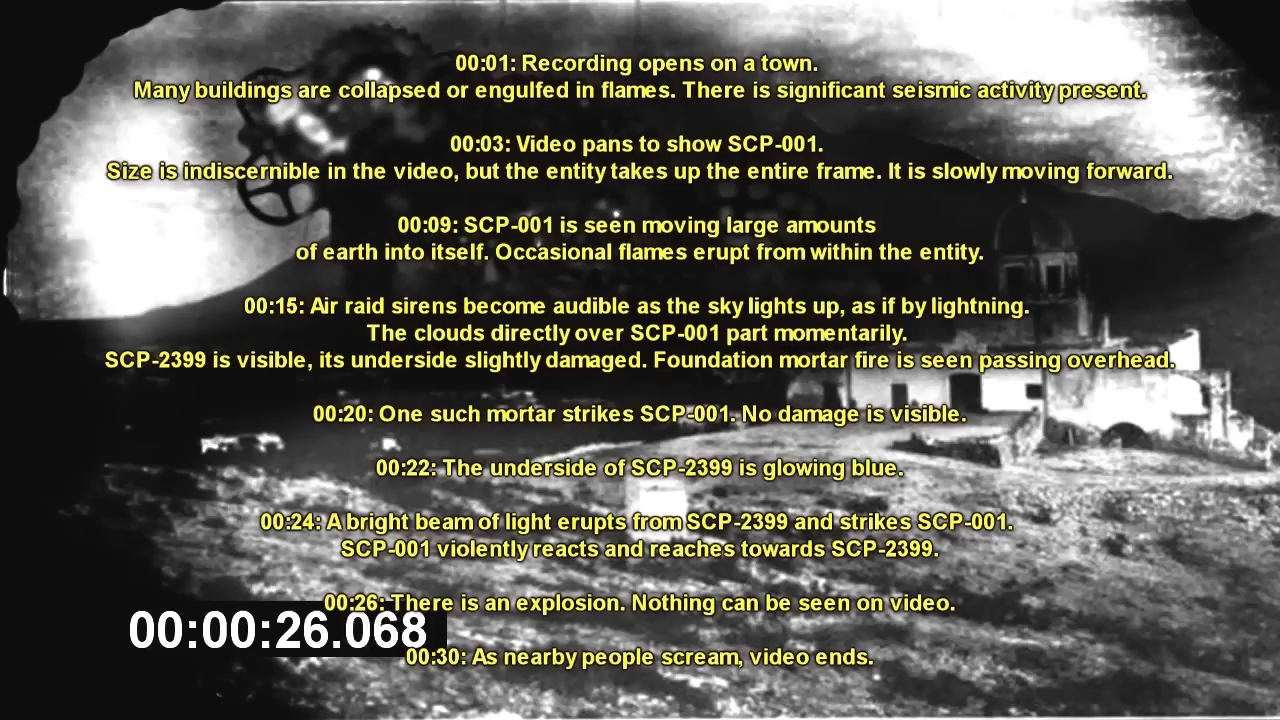 00:01: Recording opens on a town.
Many buildings are collapsed or engulfed in flames. There is significant seismic activity present.
00:03: Video pans to show SCP-001.
Size is indiscernible in the video, but the entity takes up the entire frame. It is slowly moving forward.
00:09: SCP-001 is seen moving large amounts
of earth into itself. Occasional flames erupt from within the entity.
00:15: Air raid sirens become audible as the sky lights up, as if by lightning.
The clouds directly over SCP-001 part momentarily.
SCP-2399 is visible, its underside slightly damaged. Foundation mortar fire is seen passing overhead.
00:20: One such mortar strikes SCP-001. No damage is visible.
00:22: The underside of SCP-2399 is glowing blue.
00:24: A bright beam of light erupts from SCP-2399 and strikes SCP-001.
SCP-001 violently reacts and reaches towards SCP-2399.
00:26: There is an explosion. Nothing can be seen on video.
00:00:26.068
00:30: As nearby people scream, video ends.